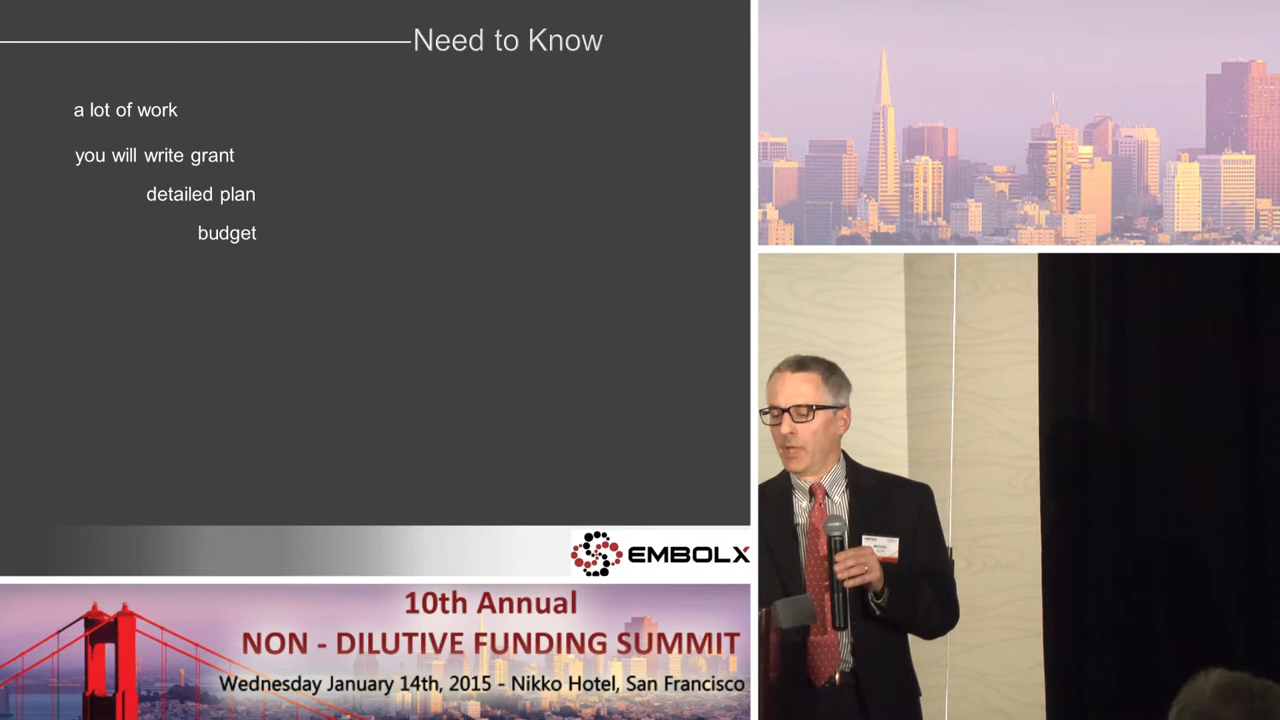 Need to Know
a lot of work
you will write grant
detailed plan
budget
EMBOLX
10th Annual
NON - DILUTIVE FUNDING SUMMIT
Wednesday January 14th, 2015 - Nikko Hotel, San Francisco